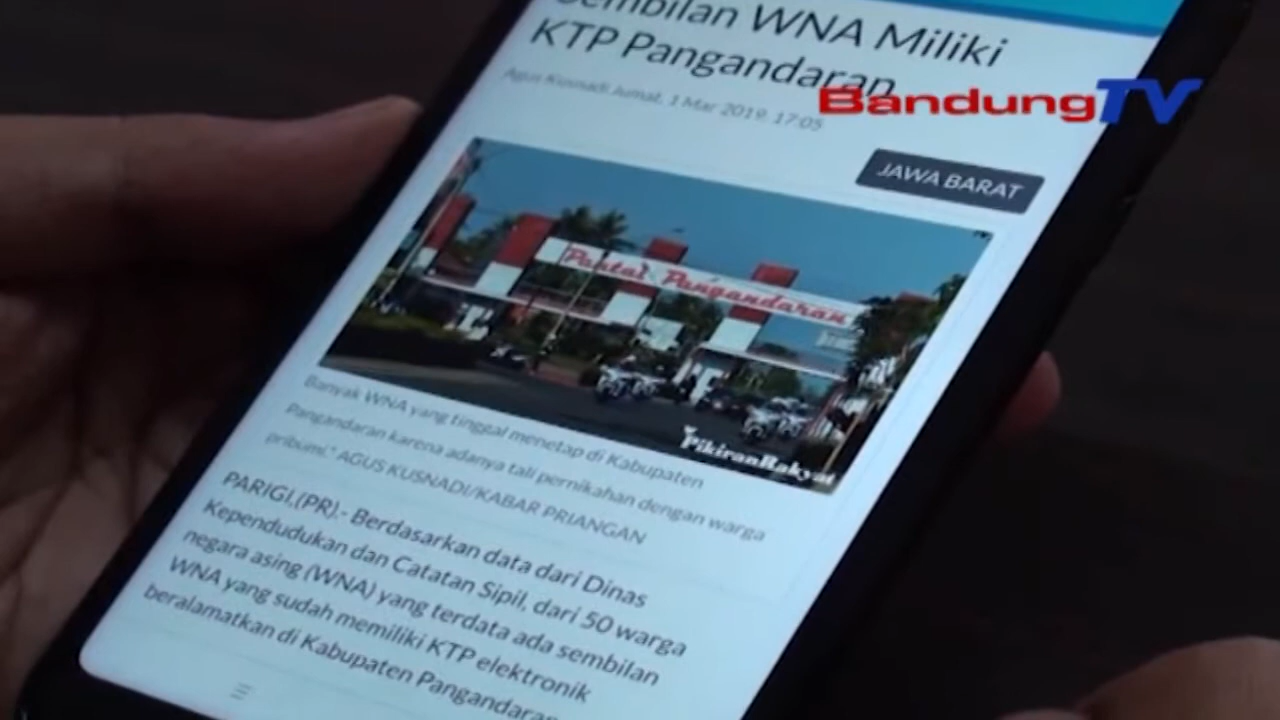 Sembilan WNA Miliki
KTP Pangandaran
Agus Kusnadi Jumat, 1 Mar 2019, 17:05
BandungTV
JAWA BARAT
Pantai Pangandaran
PikiranRakyat
Banyak WNA yang tinggal menetap di Kabupaten
Pangandaran karena adanya tali pernikahan dengan warga
pribumi." AGUS KUSNADI/KABAR PRIANGAN
PARIGI,(PR).- Berdasarkan data dari Dinas
Kependudukan dan Catatan Sipil, dari 50 warga
negara asing (WNA) yang terdata ada sembilan
WNA yang sudah memiliki KTP elektronik
beralamatkan di Kabupaten Pangandaran